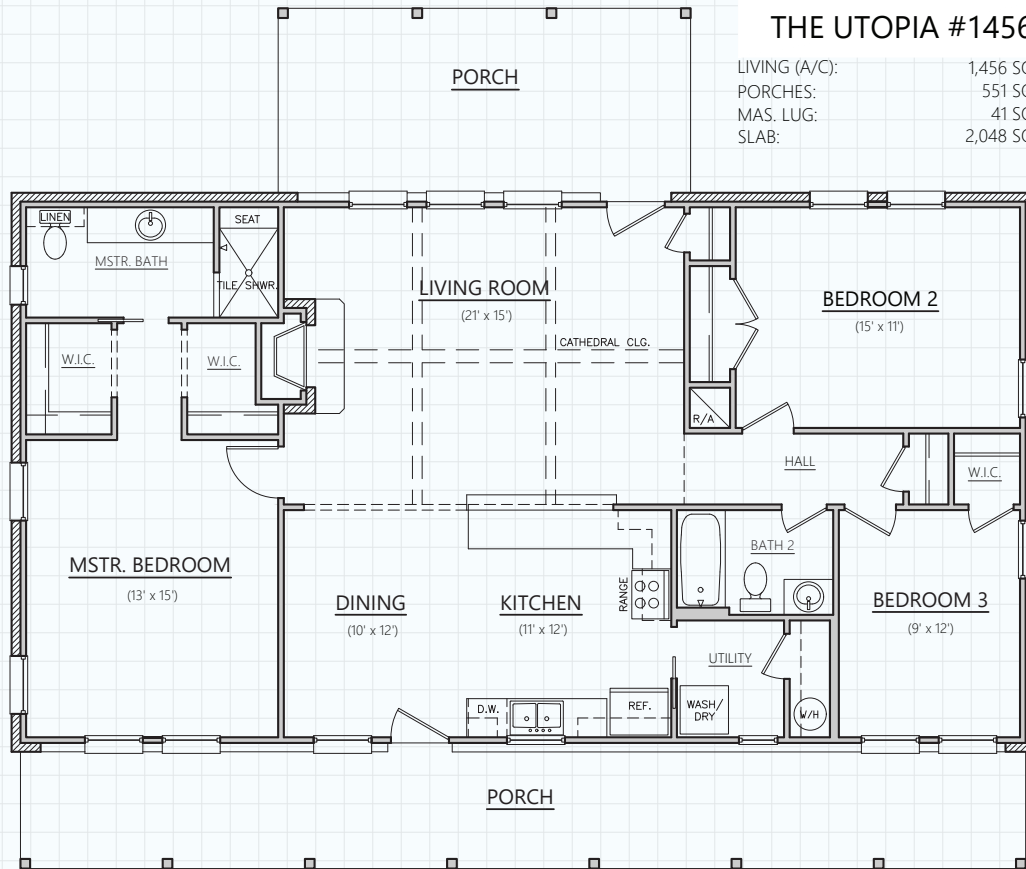 THE UTOPIA #1456
LIVING (A/C): 1,456 SQ
PORCHES: 551 SQ
MAS. LUG: 41 SQ
SLAB: 2,048 SQ
PORCH
LINEN
MSTR. BATH
SEAT
TILE SHWR.
LIVING ROOM
(21' x 15')
CATHEDRAL CLG.
BEDROOM 2
(15' x 11')
W.I.C.
W.I.C.
R/A
HALL
W.I.C.
MSTR. BEDROOM
(13' x 15')
DINING
(10' x 12')
KITCHEN
(11' x 12')
RANGE
BATH 2
BEDROOM 3
(9' x 12')
UTILITY
D.W.
REF.
WASH/
DRY
W/H
PORCH